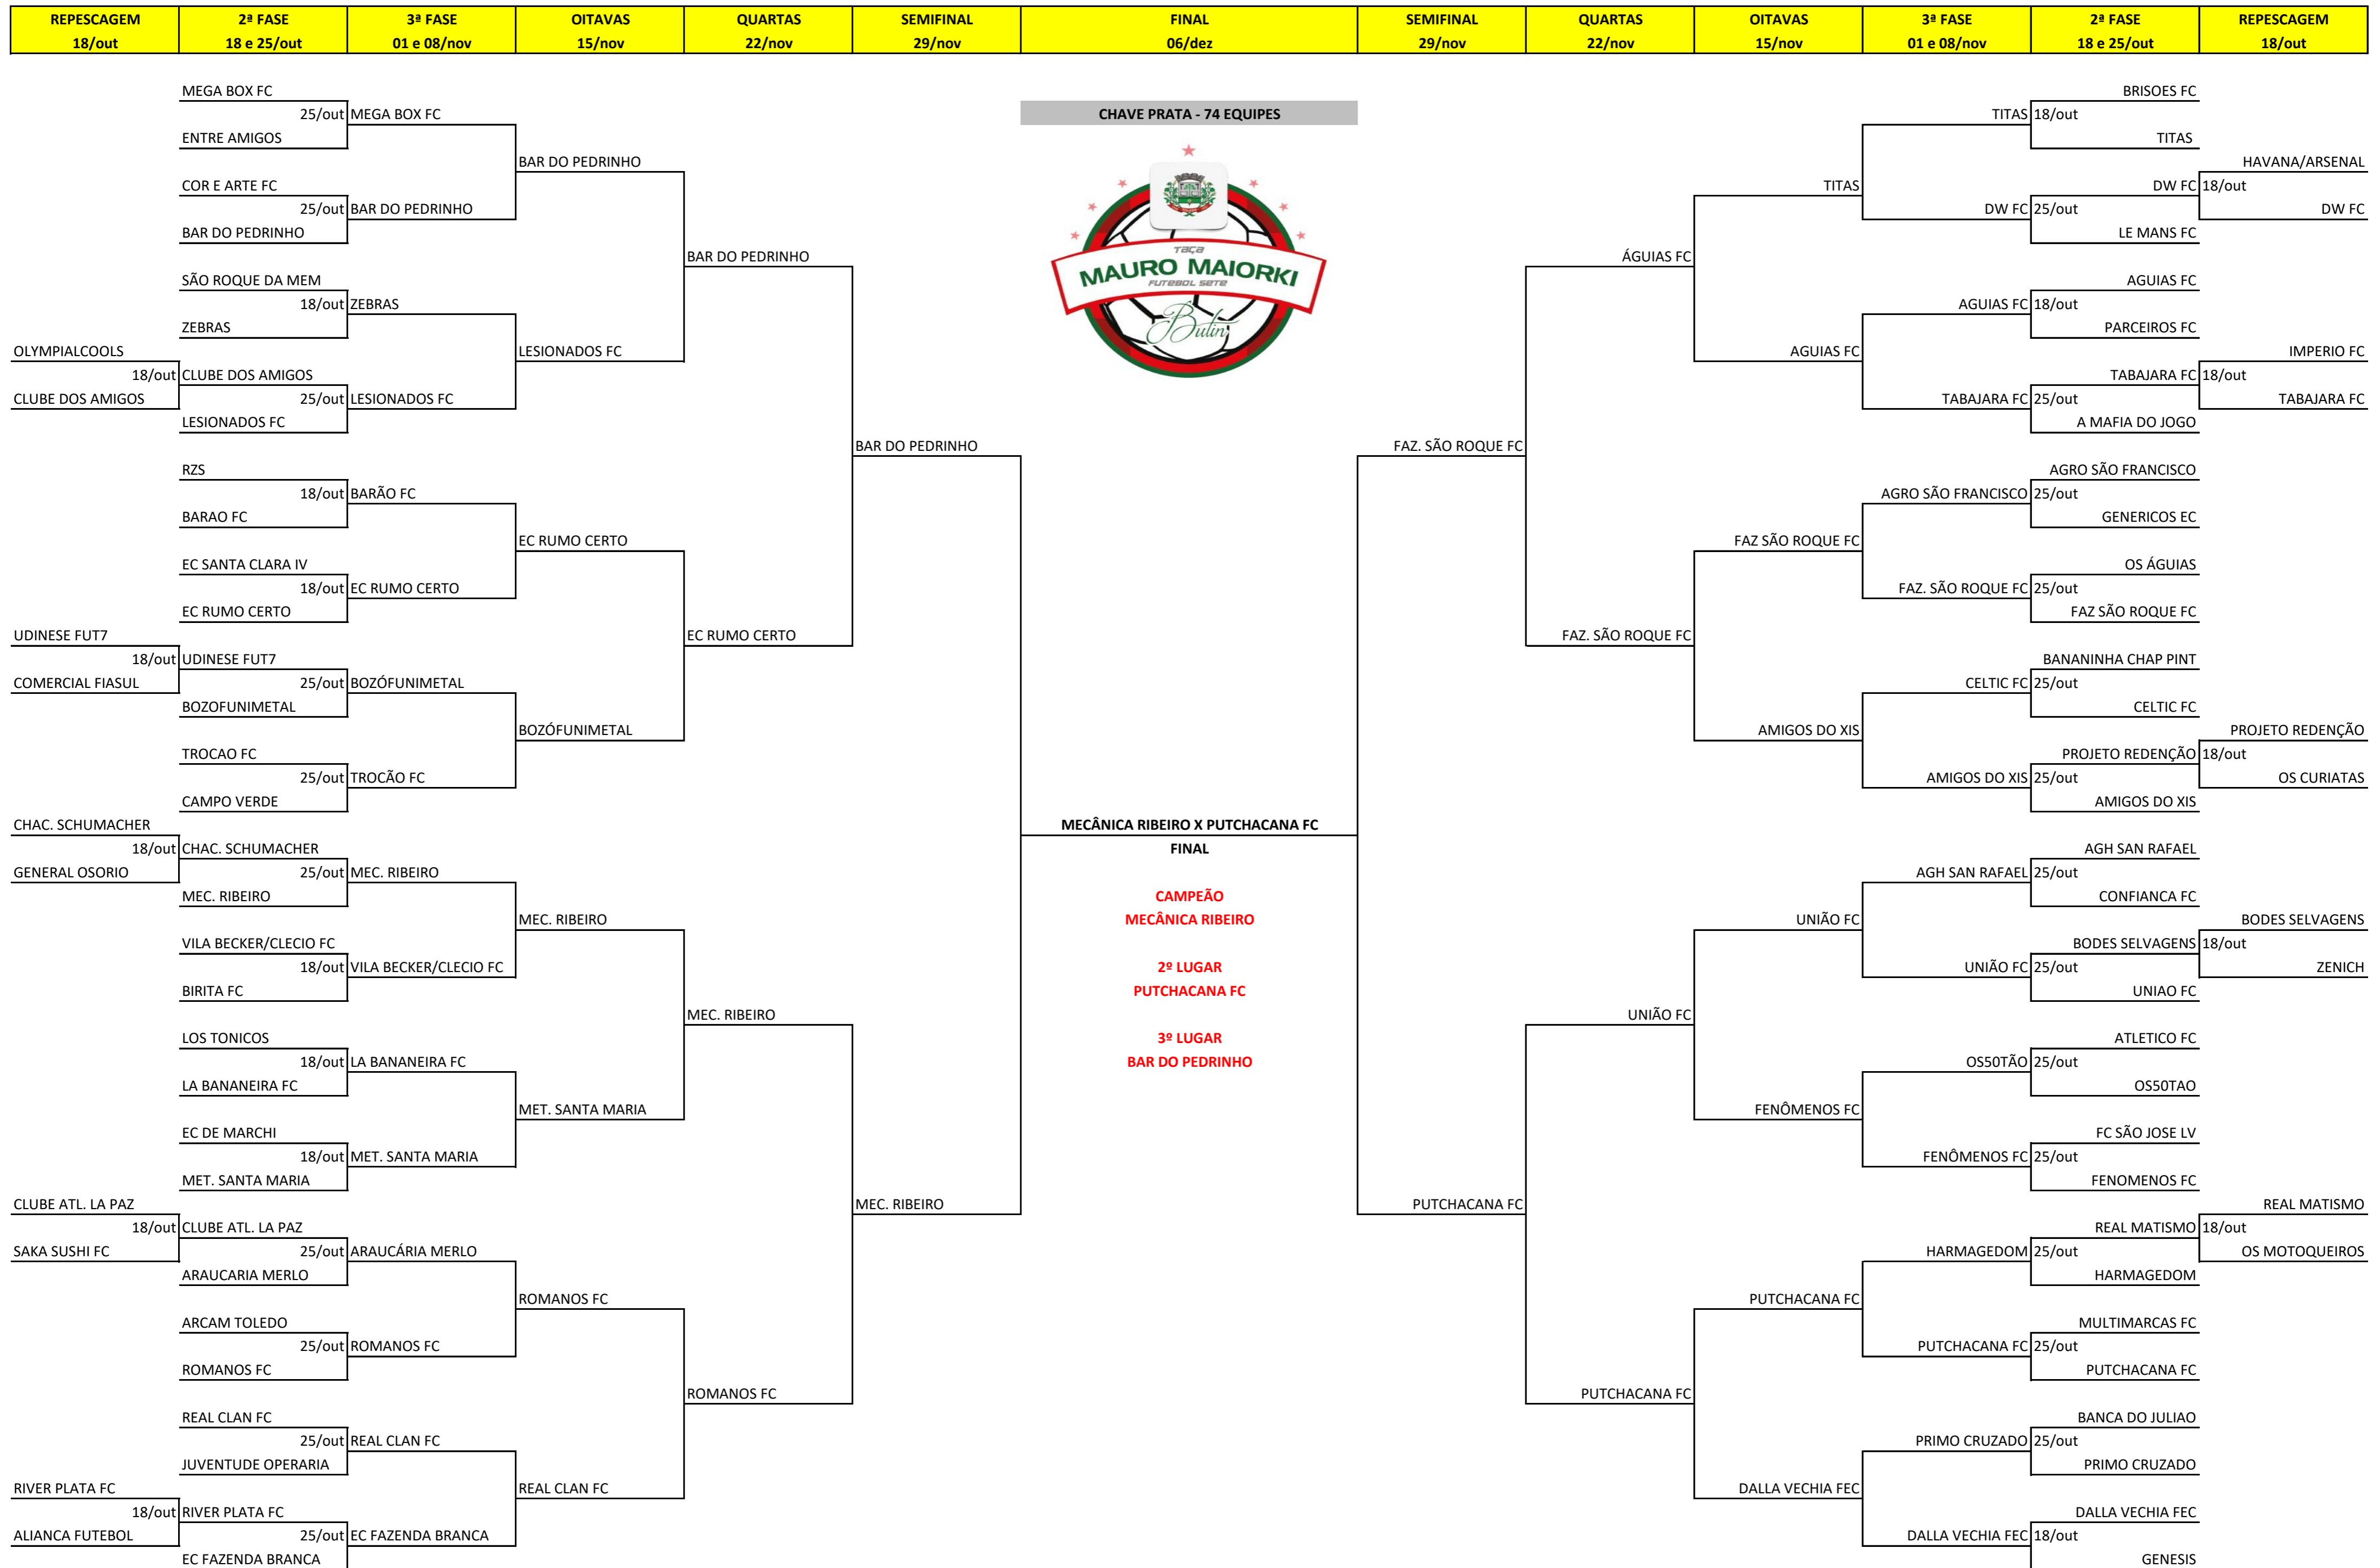 REPESCAGEM 2ª FASE 3ª FASE OITAVAS QUARTAS SEMIFINAL FINAL SEMIFINAL QUARTAS OITAVAS 3ª FASE 2ª FASE REPESCAGEM
18/out 18 e 25/out 01 e 08/nov 15/nov 22/nov 29/nov 06/dez 29/nov 22/nov 15/nov 01 e 08/nov 18 e 25/out 18/out
MEGA BOX FC BRISOES FC
25/out MEGA BOX FC CHAVE PRATA - 74 EQUIPES TITAS 18/out
ENTRE AMIGOS TITAS
BAR DO PEDRINHO HAVANA/ARSENAL
COR E ARTE FC TITAS DW FC 18/out
25/out BAR DO PEDRINHO DW FC 25/out DW FC
BAR DO PEDRINHO LE MANS FC
BAR DO PEDRINHO TAÇA ÁGUIAS FC
MAURO MAIORKI
SÃO ROQUE DA MEM FUTEBOL SETE AGUIAS FC
18/out ZEBRAS AGUIAS FC 18/out
ZEBRAS Butin PARCEIROS FC
OLYMPIALCOOLS LESIONADOS FC AGUIAS FC IMPERIO FC
18/out CLUBE DOS AMIGOS TABAJARA FC 18/out
CLUBE DOS AMIGOS 25/out LESIONADOS FC TABAJARA FC 25/out TABAJARA FC
LESIONADOS FC A MAFIA DO JOGO
BAR DO PEDRINHO FAZ. SÃO ROQUE FC
RZS AGRO SÃO FRANCISCO
18/out BARÃO FC AGRO SÃO FRANCISCO 25/out
BARAO FC GENERICOS EC
EC RUMO CERTO FAZ SÃO ROQUE FC
EC SANTA CLARA IV OS ÁGUIAS
18/out EC RUMO CERTO FAZ. SÃO ROQUE FC 25/out
EC RUMO CERTO FAZ SÃO ROQUE FC
UDINESE FUT7 EC RUMO CERTO FAZ. SÃO ROQUE FC
18/out UDINESE FUT7 BANANINHA CHAP PINT
COMERCIAL FIASUL 25/out BOZÓFUNIMETAL CELTIC FC 25/out
BOZOFUNIMETAL CELTIC FC
BOZÓFUNIMETAL AMIGOS DO XIS PROJETO REDENÇÃO
TROCAO FC PROJETO REDENÇÃO 18/out
25/out TROCÃO FC AMIGOS DO XIS 25/out OS CURIATAS
CAMPO VERDE AMIGOS DO XIS
CHAC. SCHUMACHER MECÂNICA RIBEIRO X PUTCHACANA FC
18/out CHAC. SCHUMACHER FINAL AGH SAN RAFAEL
GENERAL OSORIO 25/out MEC. RIBEIRO AGH SAN RAFAEL 25/out
MEC. RIBEIRO CAMPEÃO CONFIANCA FC
MEC. RIBEIRO MECÂNICA RIBEIRO UNIÃO FC BODES SELVAGENS
VILA BECKER/CLECIO FC BODES SELVAGENS 18/out
18/out VILA BECKER/CLECIO FC 2º LUGAR UNIÃO FC 25/out ZENICH
BIRITA FC PUTCHACANA FC UNIAO FC
MEC. RIBEIRO UNIÃO FC
LOS TONICOS 3º LUGAR ATLETICO FC
18/out LA BANANEIRA FC BAR DO PEDRINHO OS50TÃO 25/out
LA BANANEIRA FC OS50TAO
MET. SANTA MARIA FENÔMENOS FC
EC DE MARCHI FC SÃO JOSE LV
18/out MET. SANTA MARIA FENÔMENOS FC 25/out
MET. SANTA MARIA FENOMENOS FC
CLUBE ATL. LA PAZ MEC. RIBEIRO PUTCHACANA FC REAL MATISMO
18/out CLUBE ATL. LA PAZ REAL MATISMO 18/out
SAKA SUSHI FC 25/out ARAUCÁRIA MERLO HARMAGEDOM 25/out OS MOTOQUEIROS
ARAUCARIA MERLO HARMAGEDOM
ROMANOS FC PUTCHACANA FC
ARCAM TOLEDO MULTIMARCAS FC
25/out ROMANOS FC PUTCHACANA FC 25/out
ROMANOS FC PUTCHACANA FC
ROMANOS FC PUTCHACANA FC
REAL CLAN FC BANCA DO JULIAO
25/out REAL CLAN FC PRIMO CRUZADO 25/out
JUVENTUDE OPERARIA PRIMO CRUZADO
RIVER PLATA FC REAL CLAN FC DALLA VECHIA FEC
18/out RIVER PLATA FC DALLA VECHIA FEC
ALIANCA FUTEBOL 25/out EC FAZENDA BRANCA DALLA VECHIA FEC 18/out
EC FAZENDA BRANCA GENESIS